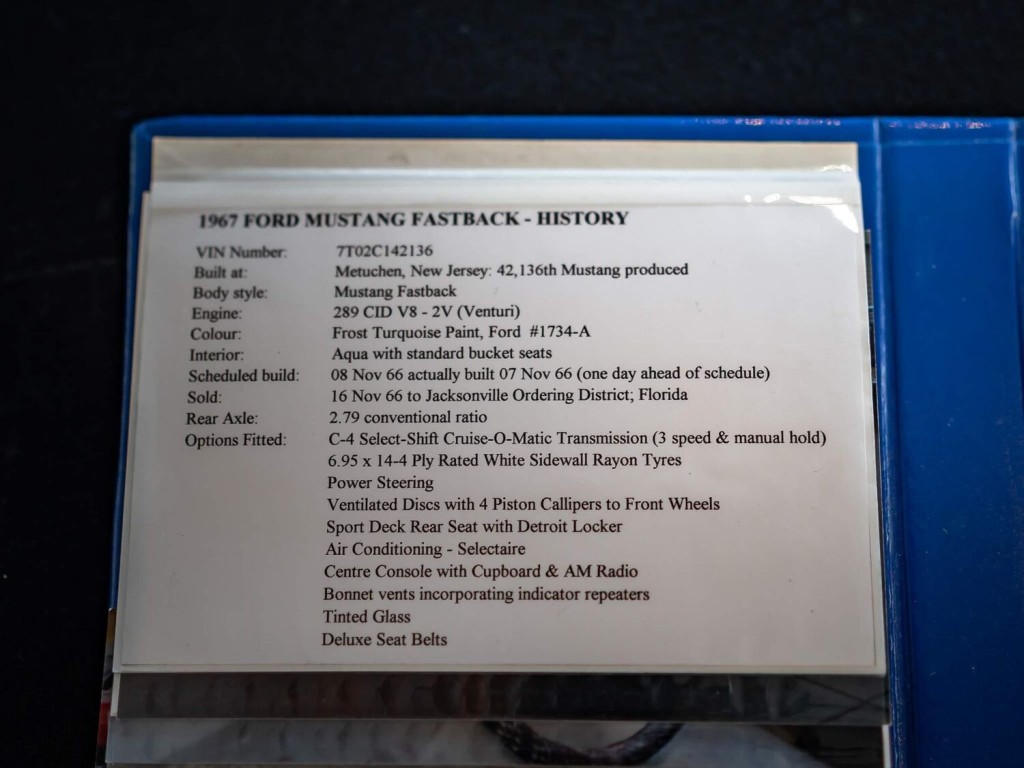 1967 FORD MUSTANG FASTBACK - HISTORY
VIN Number: 7T02C142136
Built at: Metuchen, New Jersey: 42,136th Mustang produced
Body style: Mustang Fastback
Engine: 289 CID V8 - 2V (Venturi)
Colour: Frost Turquoise Paint, Ford #1734-A
Interior: Aqua with standard bucket seats
Scheduled build: 08 Nov 66 actually built 07 Nov 66 (one day ahead of schedule)
Sold: 16 Nov 66 to Jacksonville Ordering District; Florida
Rear Axle: 2.79 conventional ratio
Options Fitted: C-4 Select-Shift Cruise-O-Matic Transmission (3 speed & manual hold)
6.95 x 14-4 Ply Rated White Sidewall Rayon Tyres
Power Steering
Ventilated Discs with 4 Piston Callipers to Front Wheels
Sport Deck Rear Seat with Detroit Locker
Air Conditioning - Selectaire
Centre Console with Cupboard & AM Radio
Bonnet vents incorporating indicator repeaters
Tinted Glass
Deluxe Seat Belts